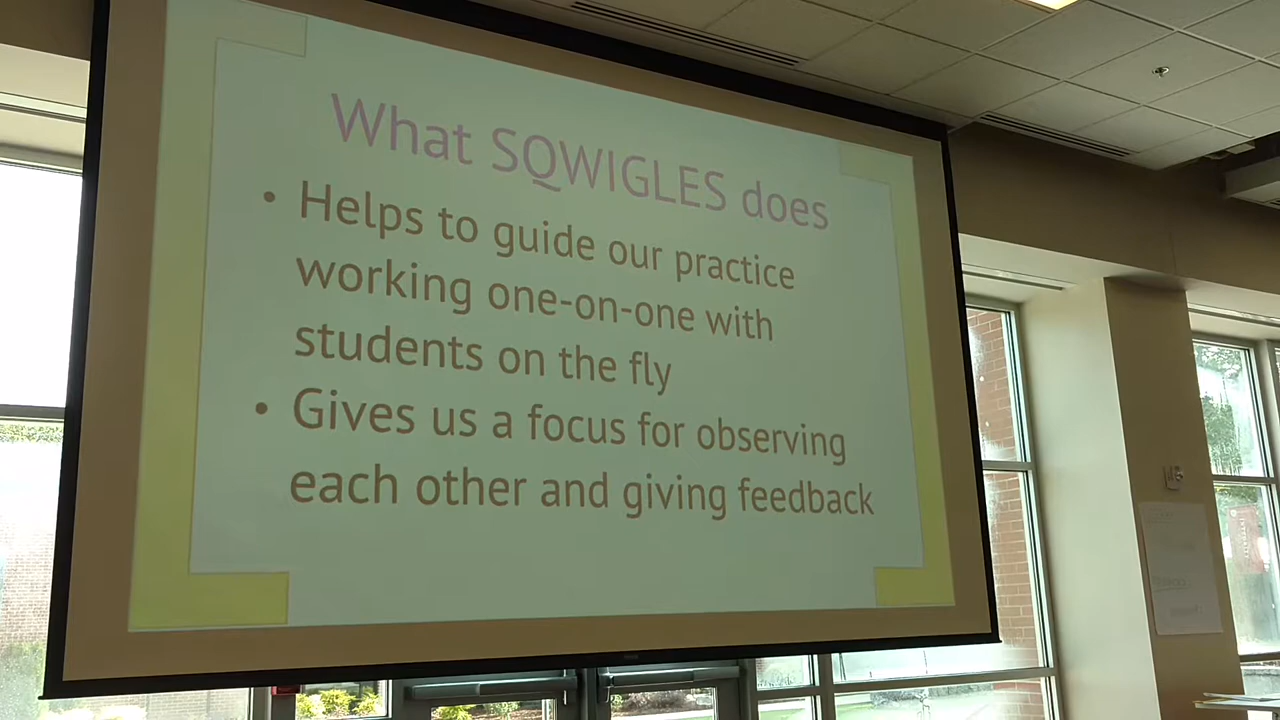 What SQWIGLES does
• Helps to guide our practice
working one-on-one with
students on the fly
• Gives us a focus for observing
each other and giving feedback